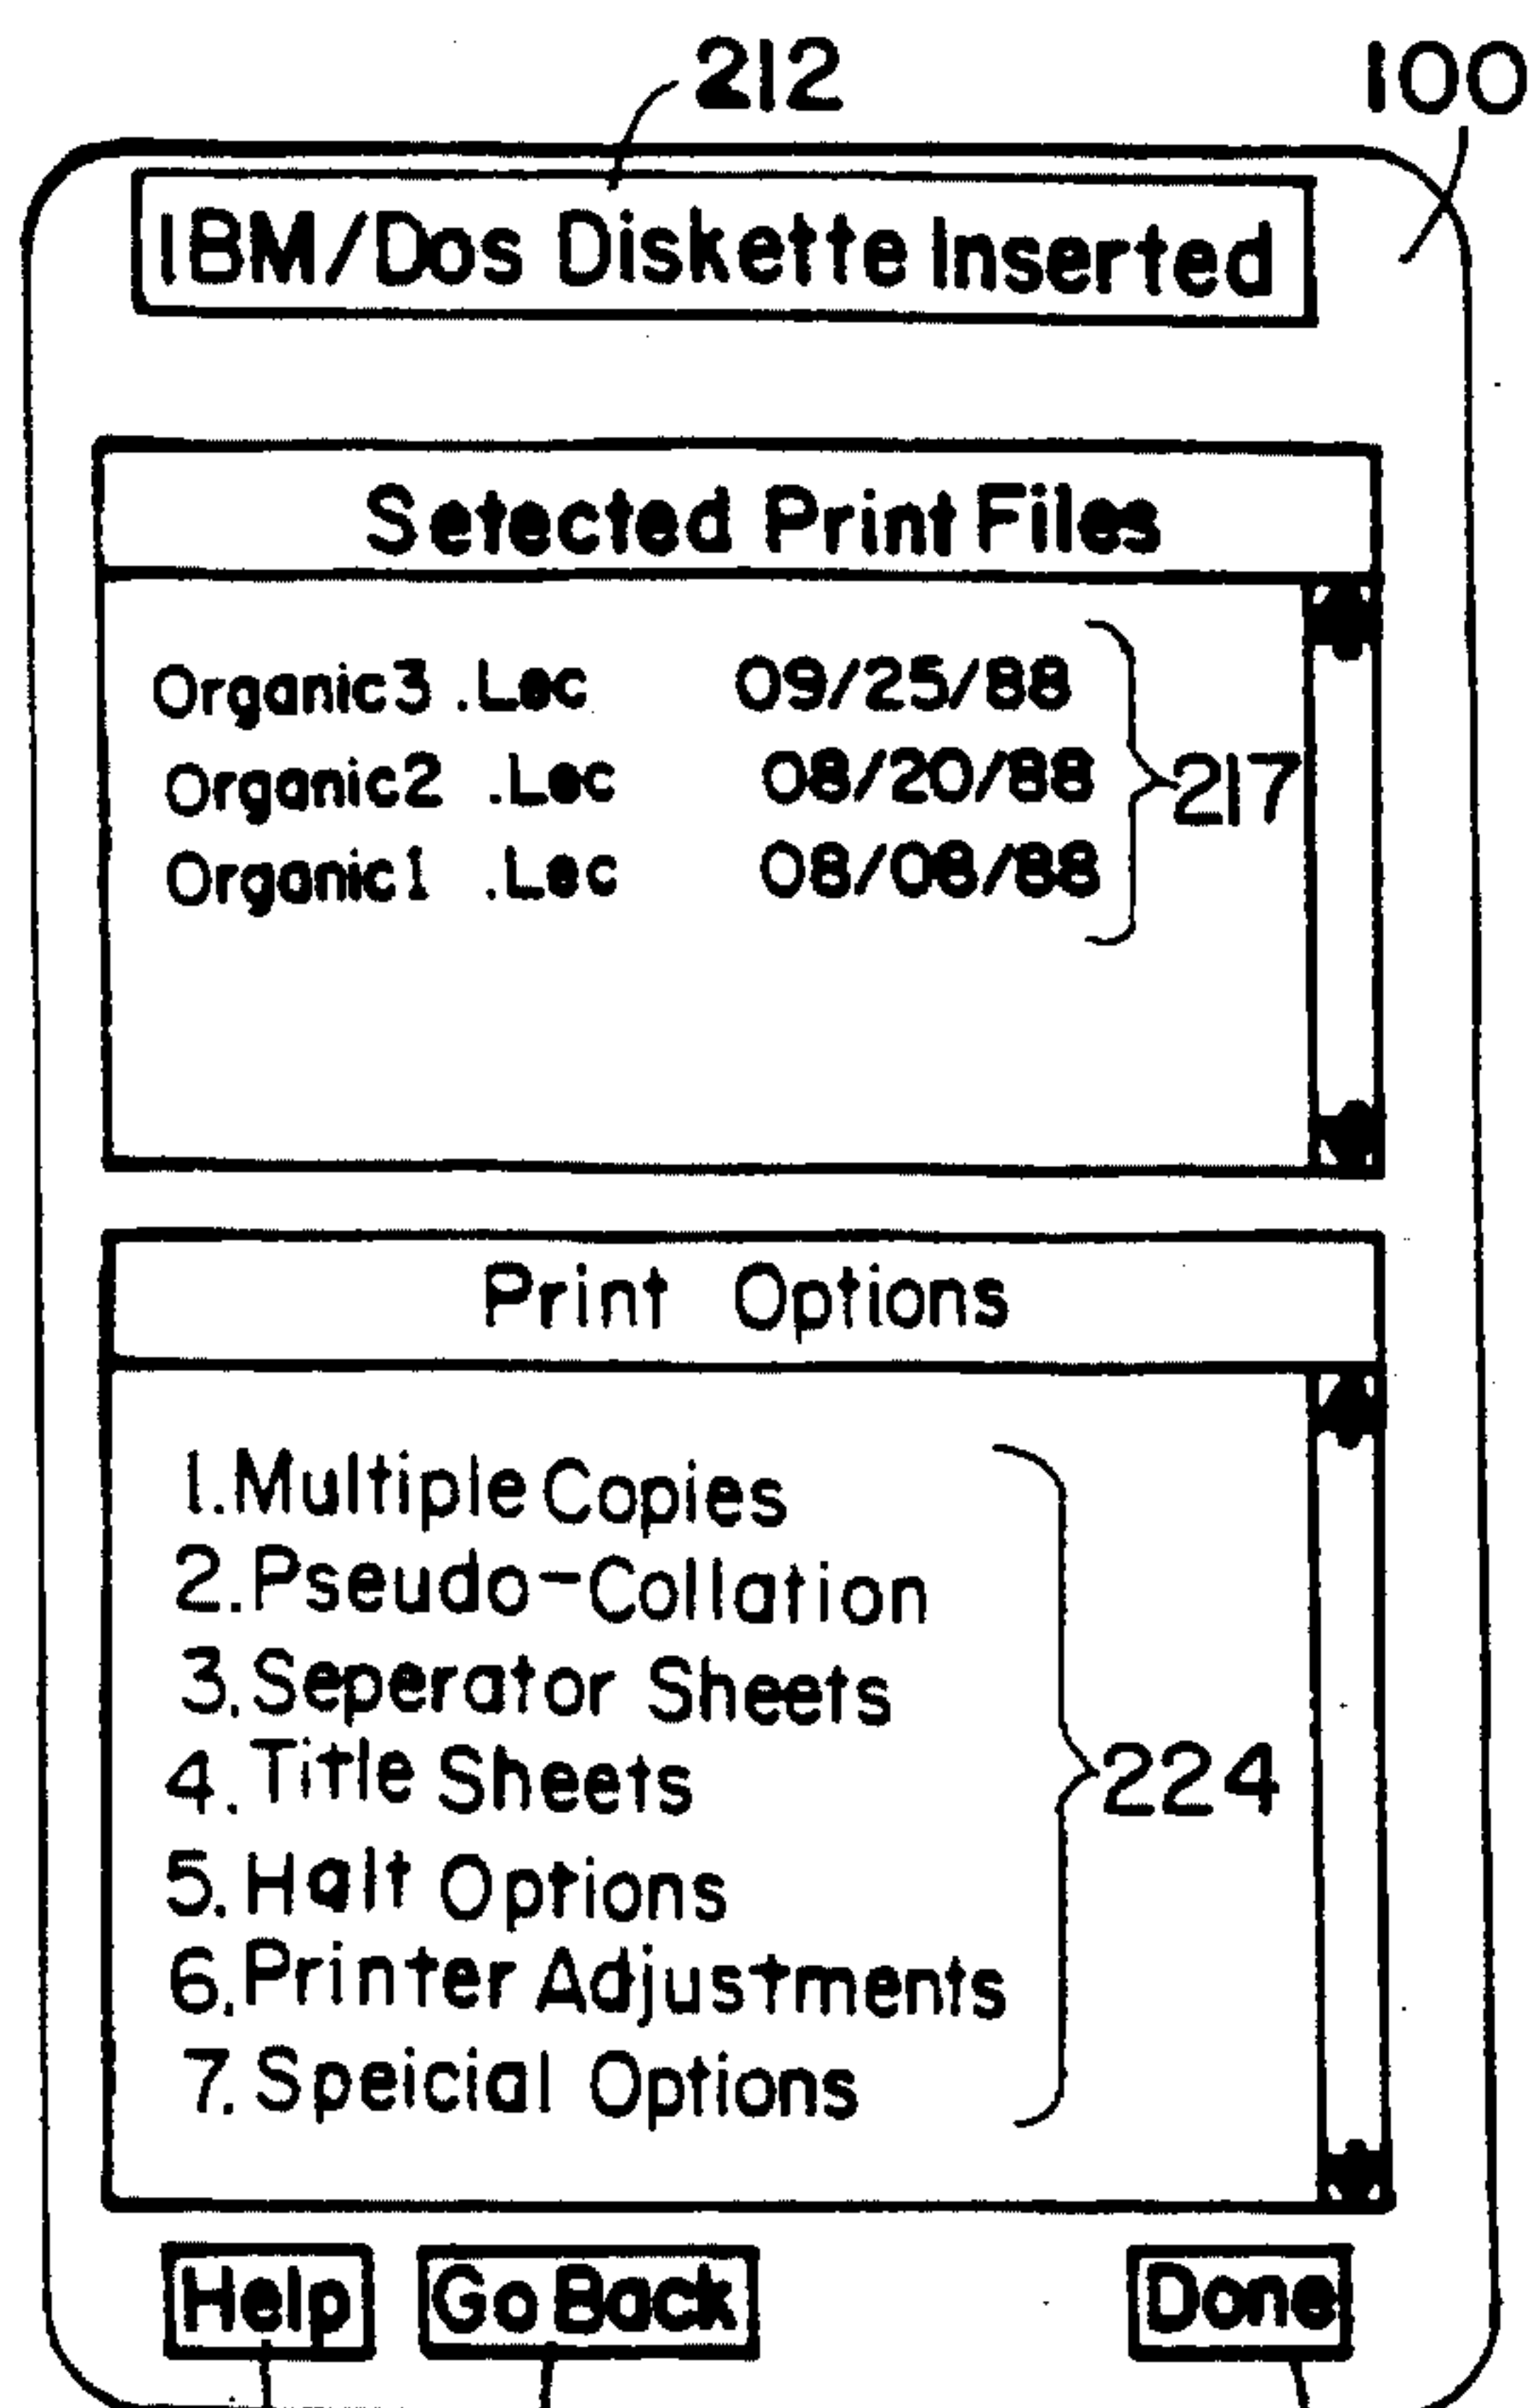 212
100
IBM/Dos Diskette Inserted
Setected Print Files
Organic3 .Lec 09/25/88
Organic2 .Lec 08/20/88
217
Organic1 .Lec 08/08/88
Print Options
1.Multiple Copies
2.Pseudo-Collation
3.Seperator Sheets
4.Title Sheets
224
5.Halt Options
6.Printer Adjustments
7.Speicial Options
Help Go Back Done